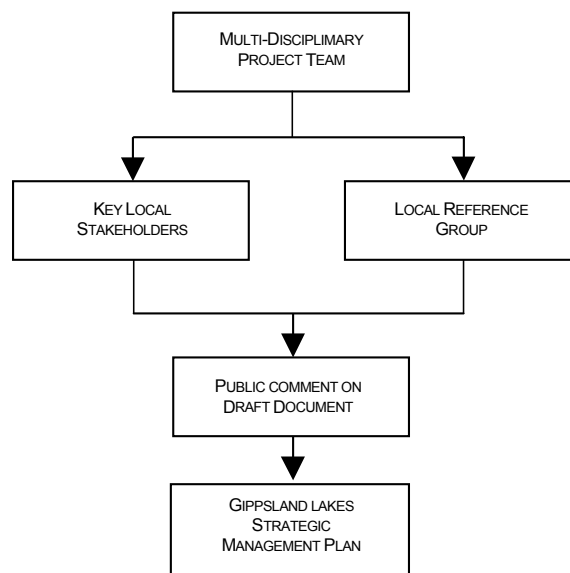 MULTI-DISCIPLIMARY
PROJECT TEAM
KEY LOCAL
STAKEHOLDERS
LOCAL REFERENCE
GROUP
PUBLIC COMMENT ON
DRAFT DOCUMENT
GIPPSLAND LAKES
STRATEGIC
MANAGEMENT PLAN